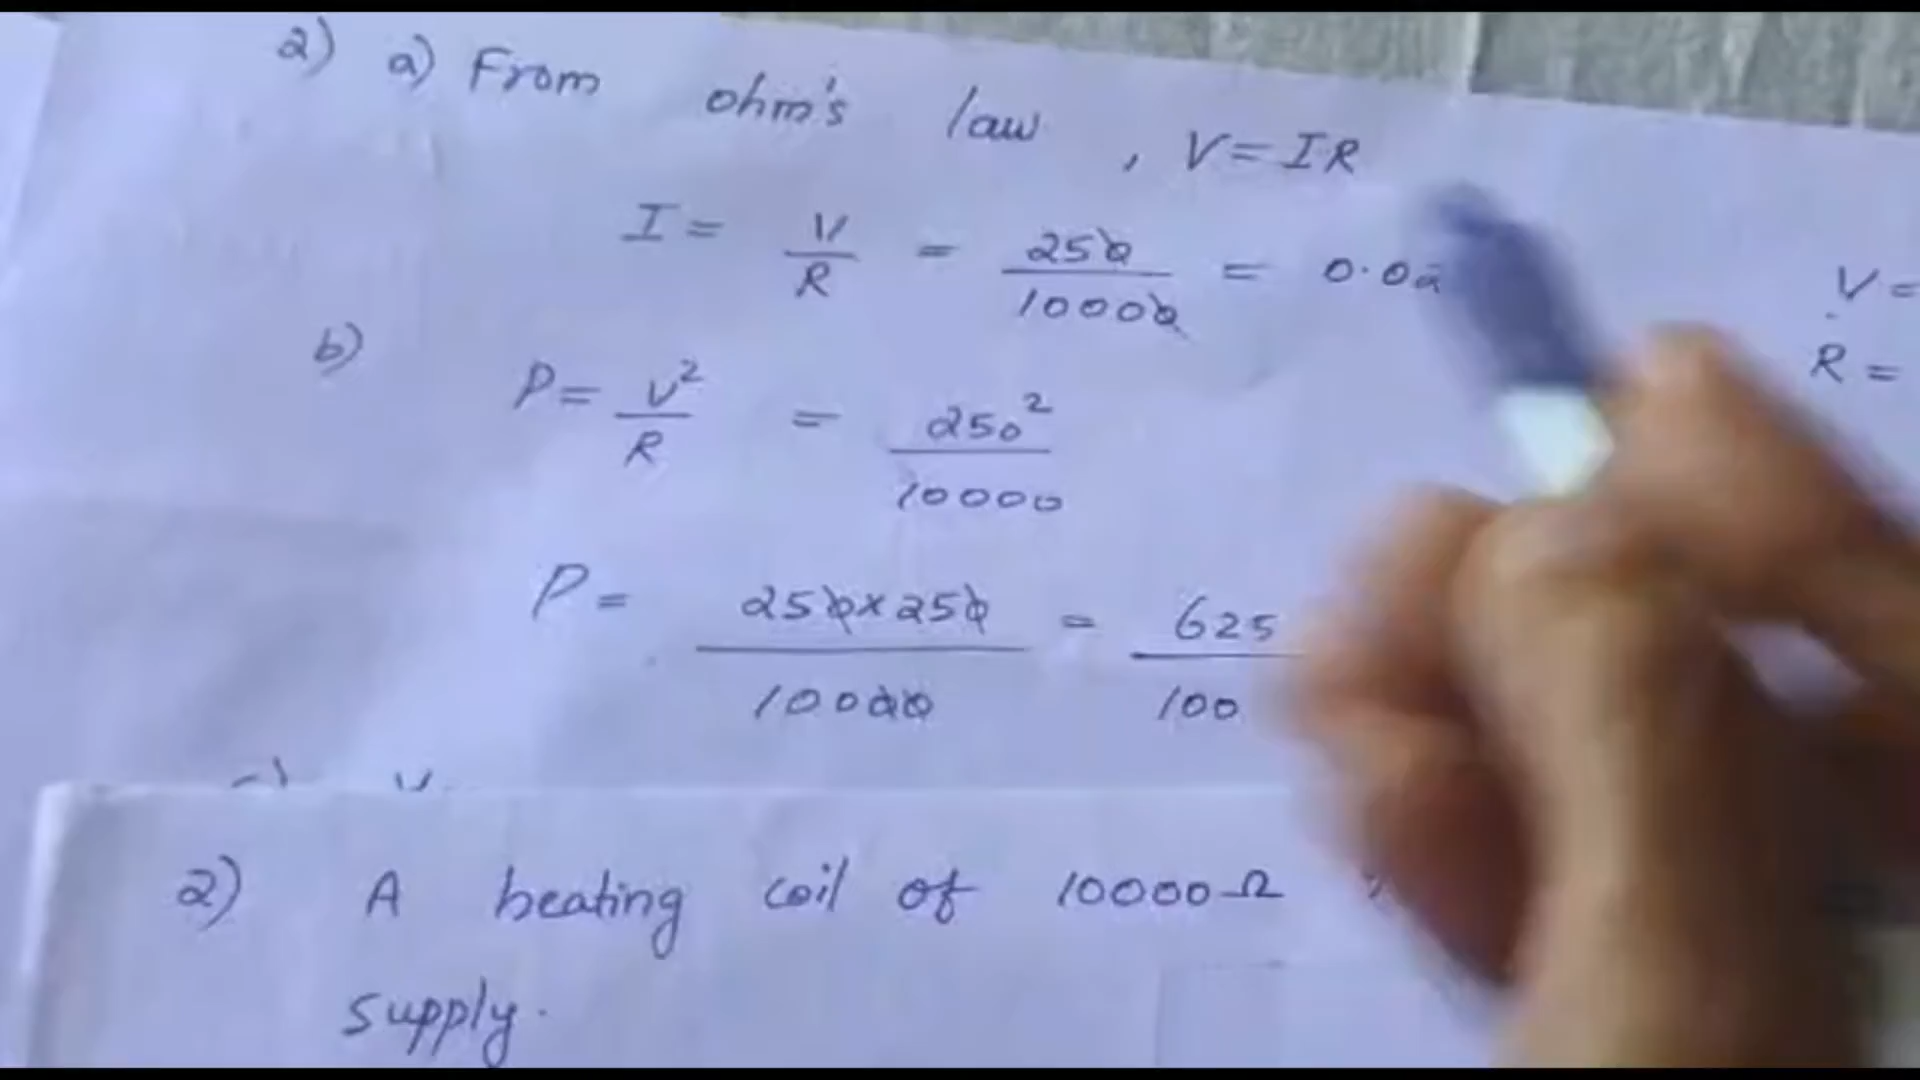 2) a) From ohm's law, V=IR
I = V/R = 250/10000 = 0.02
V =
R =
b) P = V²/R = 250²/10000
P = 250×250/10000 = 625/100
2) A heating coil of 10000Ω
supply.